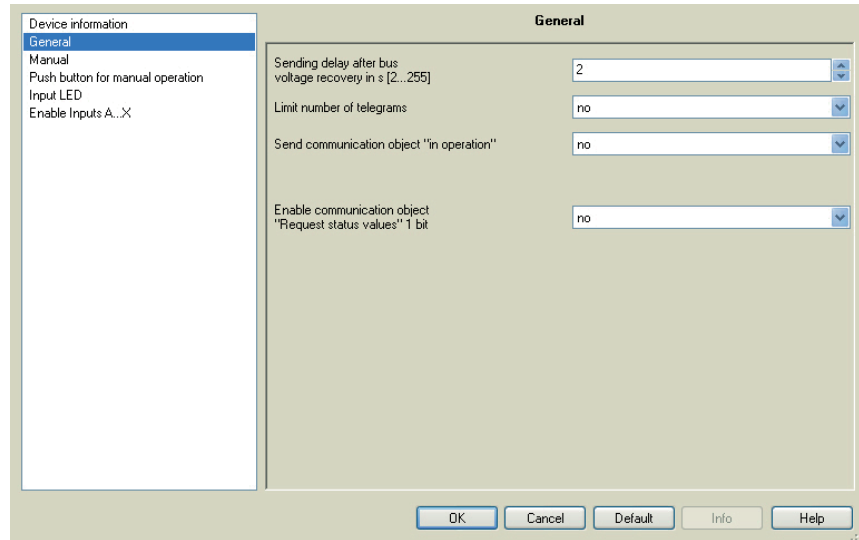 Device information
General
Manual
Push button for manual operation
Input LED
Enable Inputs A...X
General
Sending delay after bus
voltage recovery in s [2...255]
2
Limit number of telegrams
no
Send communication object "in operation"
no
Enable communication object
"Request status values" 1 bit
no
OK
Cancel
Default
Info
Help